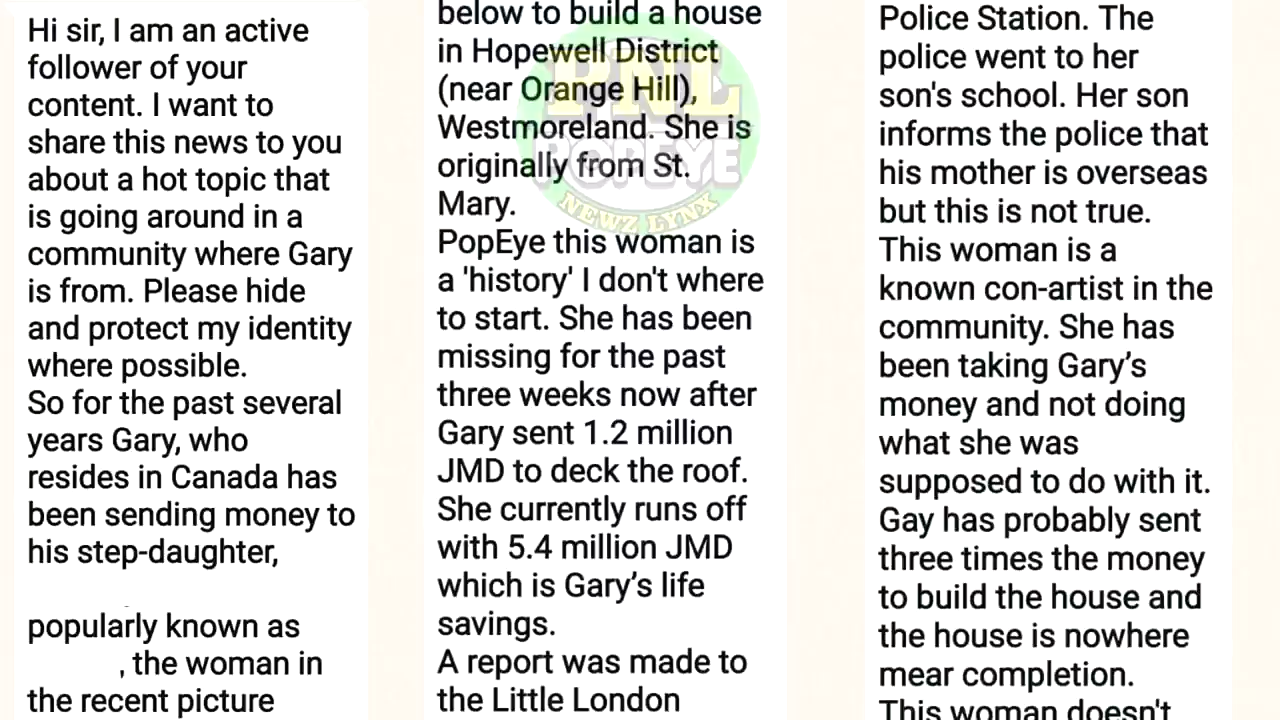 Hi sir, I am an active
follower of your
content. I want to
share this news to you
about a hot topic that
is going around in a
community where Gary
is from. Please hide
and protect my identity
where possible.
So for the past several
years Gary, who
resides in Canada has
been sending money to
his step-daughter,
popularly known as
, the woman in
the recent picture
below to build a house
in Hopewell District
(near Orange Hill),
Westmoreland. She is
originally from St.
Mary.
PopEye this woman is
a 'history' I don't where
to start. She has been
missing for the past
three weeks now after
Gary sent 1.2 million
JMD to deck the roof.
She currently runs off
with 5.4 million JMD
which is Gary’s life
savings.
A report was made to
the Little London
Police Station. The
police went to her
son's school. Her son
informs the police that
his mother is overseas
but this is not true.
This woman is a
known con-artist in the
community. She has
been taking Gary’s
money and not doing
what she was
supposed to do with it.
Gay has probably sent
three times the money
to build the house and
the house is nowhere
mear completion.
This woman doesn't
PNL
POPEYE
NEWZ LYNX